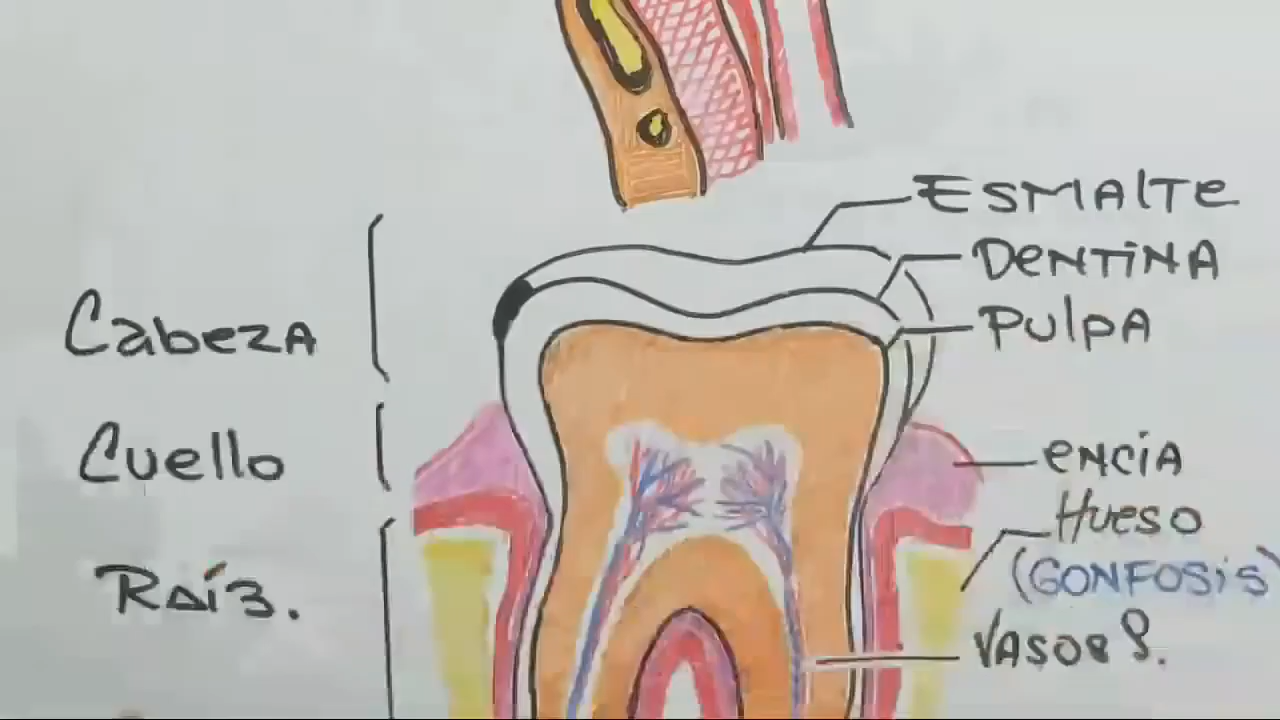 Cabeza
Cuello
Raíz.
Esmalte
Dentina
Pulpa
encia
Hueso
(GONFOSiS)
VASOS S.